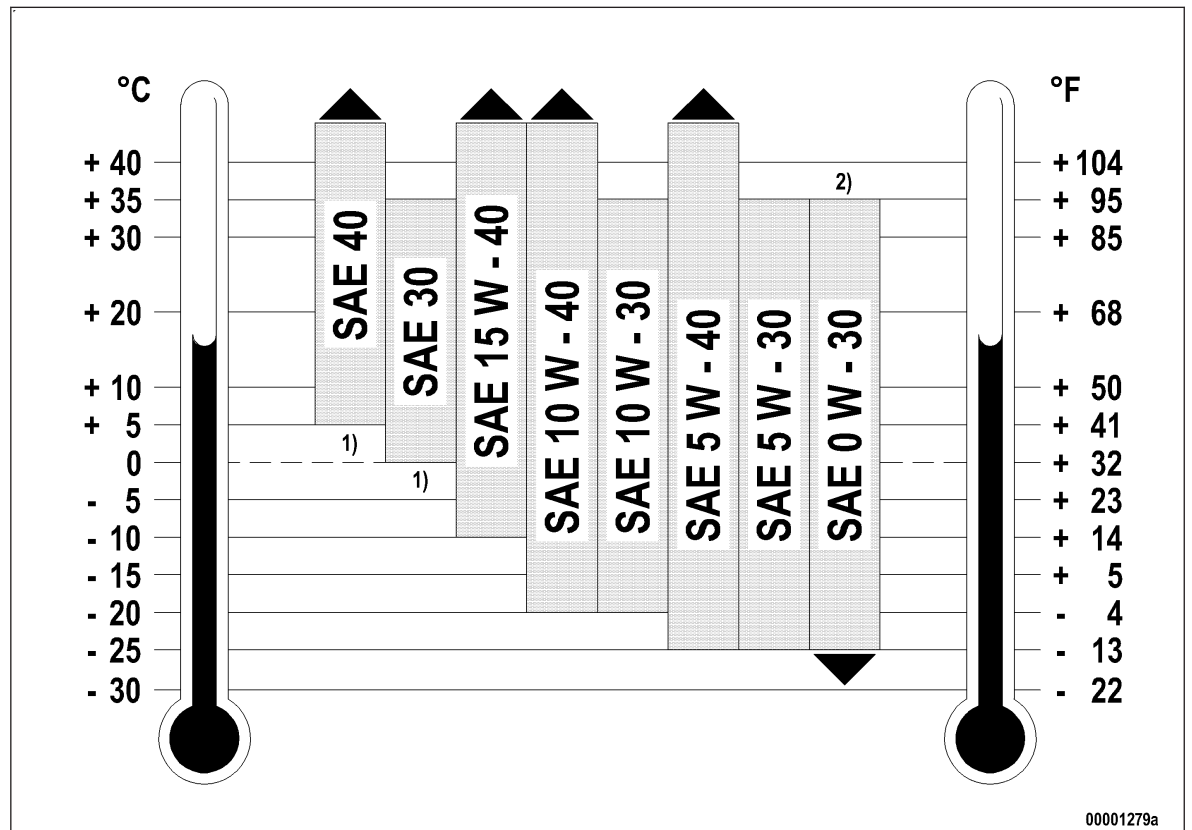 °C
°F
+ 40
+ 104
2)
+ 35
+ 95
+ 30
+ 85
+ 20
+ 68
+ 10
+ 50
+ 5
+ 41
1)
0
+ 32
1)
- 5
+ 23
- 10
+ 14
- 15
+ 5
- 20
- 4
- 25
- 13
- 30
- 22
SAE 40
SAE 30
SAE 15 W - 40
SAE 10 W - 40
SAE 10 W - 30
SAE 5 W - 40
SAE 5 W - 30
SAE 0 W - 30
00001279a